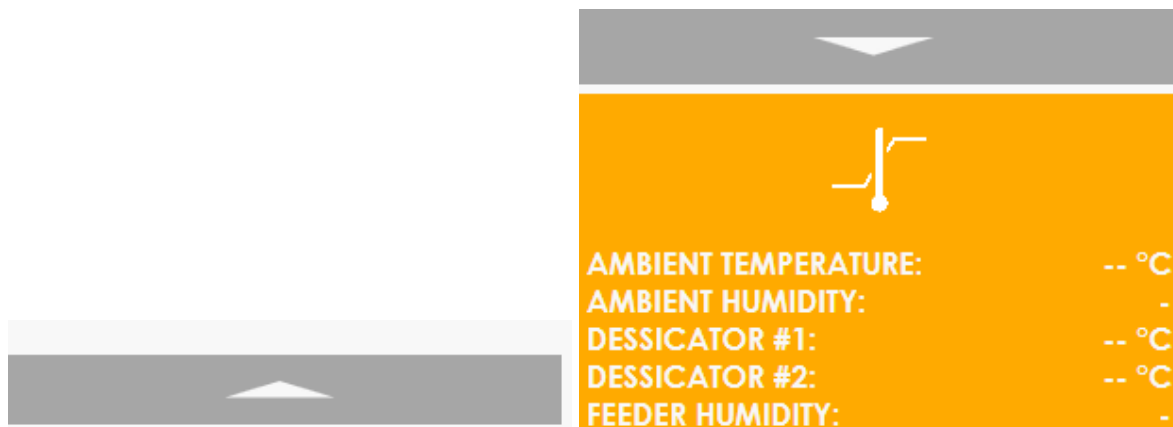 AMBIENT TEMPERATURE: -- °C
AMBIENT HUMIDITY: -
DESSICATOR #1: -- °C
DESSICATOR #2: -- °C
FEEDER HUMIDITY: -